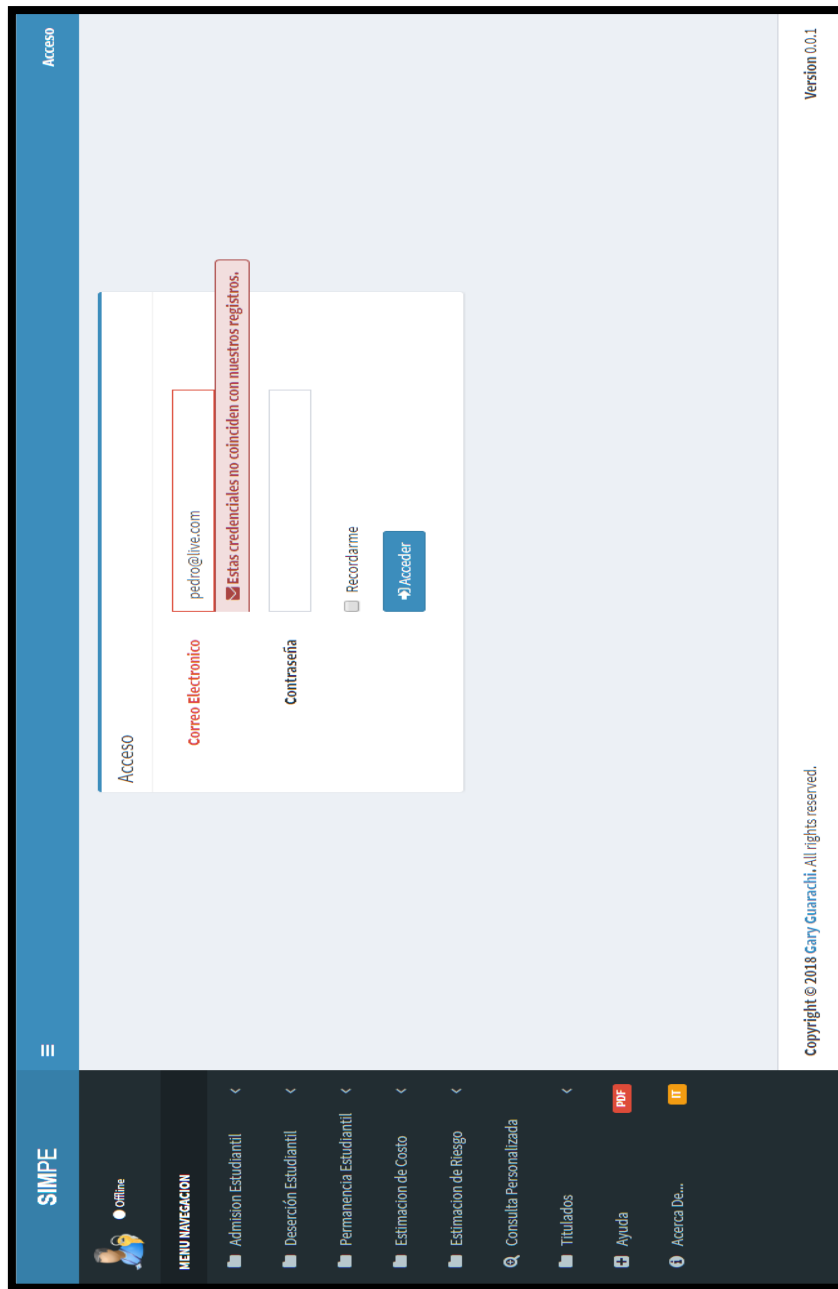 SIMPE
Acceso
Offline
MENU NAVEGACION
Admision Estudiantil
Deserción Estudiantil
Permanencia Estudiantil
Estimacion de Costo
Estimacion de Riesgo
Consulta Personalizada
Titulados
Ayuda PDF
Acerca De... IT
Acceso
Correo Electronico pedro@live.com
Estas credenciales no coinciden con nuestros registros.
Contraseña
Recordarme
Acceder
Copyright © 2018 Gary Guarachi. All rights reserved. Version 0.0.1